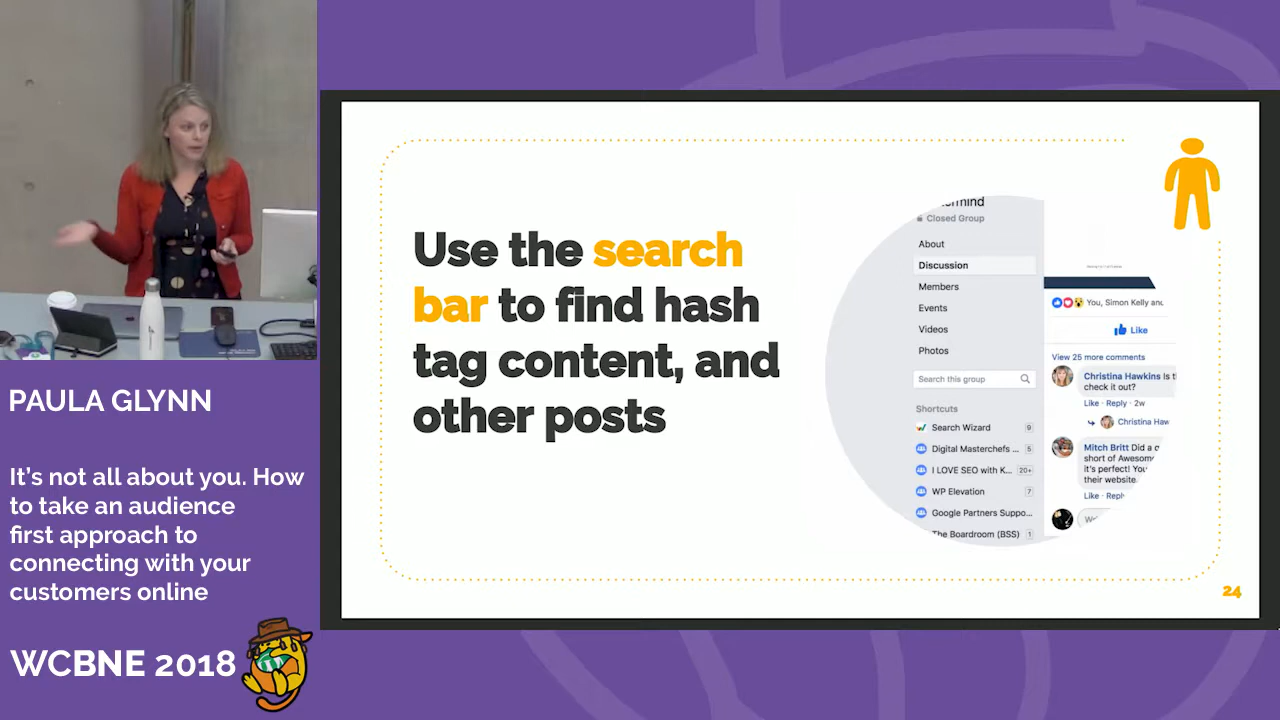 PAULA GLYNN
It's not all about you. How
to take an audience
first approach to
connecting with your
customers online
WCBNE 2018
Use the search
bar to find hash
tag content, and
other posts
Closed Group
About
Discussion
Members
Events
Videos
Photos
Search this group
Shortcuts
Search Wizard 9
Digital Masterchefs ... 5
I LOVE SEO with K... 20+
WP Elevation 7
Google Partners Suppo...
The Boardroom (BSS) 1
You, Simon Kelly and
Like
View 25 more comments
Christina Hawkins Is t
check it out?
Like · Reply · 2w
Christina Haw
Mitch Britt Did a
short of Awesom
it's perfect! You
their website.
Like · Repl
24